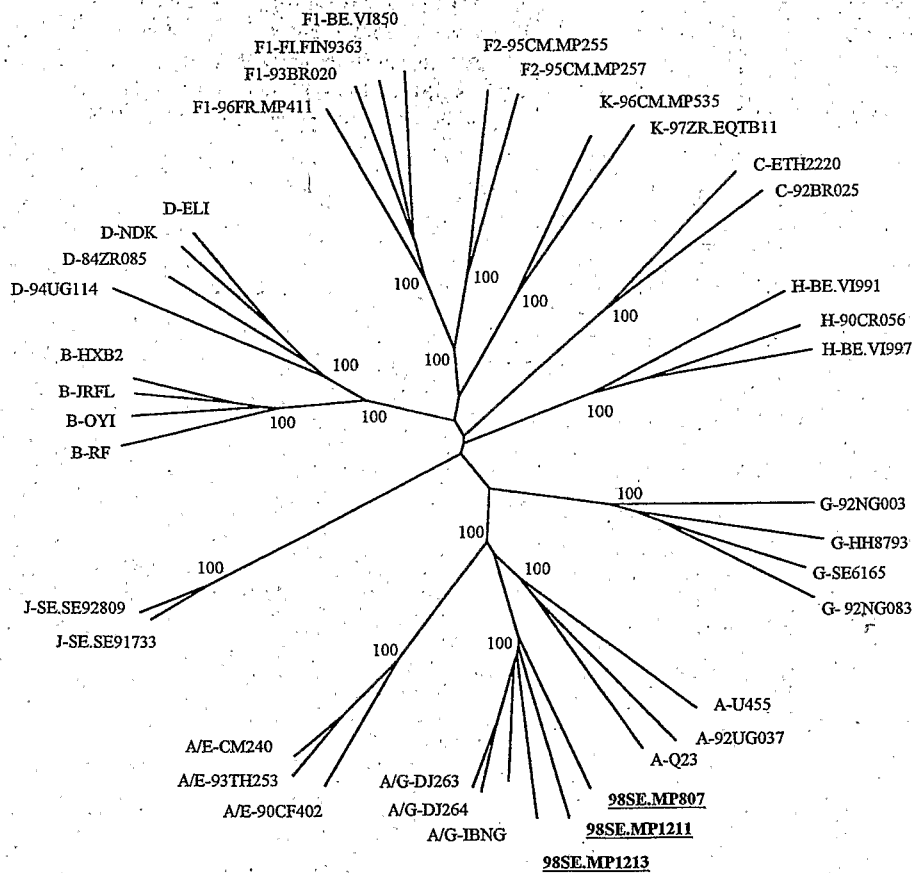 F1-BE.VI850
F1-FI.FIN9363
F1-93BR020
F1-96FR.MP411
F2-95CM.MP255
F2-95CM.MP257
K-96CM.MP535
K-97ZR.EQTB11
C-ETH2220
C-92BR025
D-ELI
D-NDK
D-84ZR085
D-94UG114
H-BE.VI991
H-90CR056
H-BE.VI997
B-HXB2
B-JRFL
B-OYI
B-RF
100
100
100
100
100
100
100
100
100
100
G-92NG003
G-HH8793
G-SE6165
G- 92NG083
100
100
100
100
100
J-SE.SE92809
J-SE.SE91733
A-U455
A-92UG037
A-Q23
A/E-CM240
A/E-93TH253
A/E-90CF402
A/G-DJ263
A/G-DJ264
A/G-IBNG
98SE.MP807
98SE.MP1211
98SE.MP1213